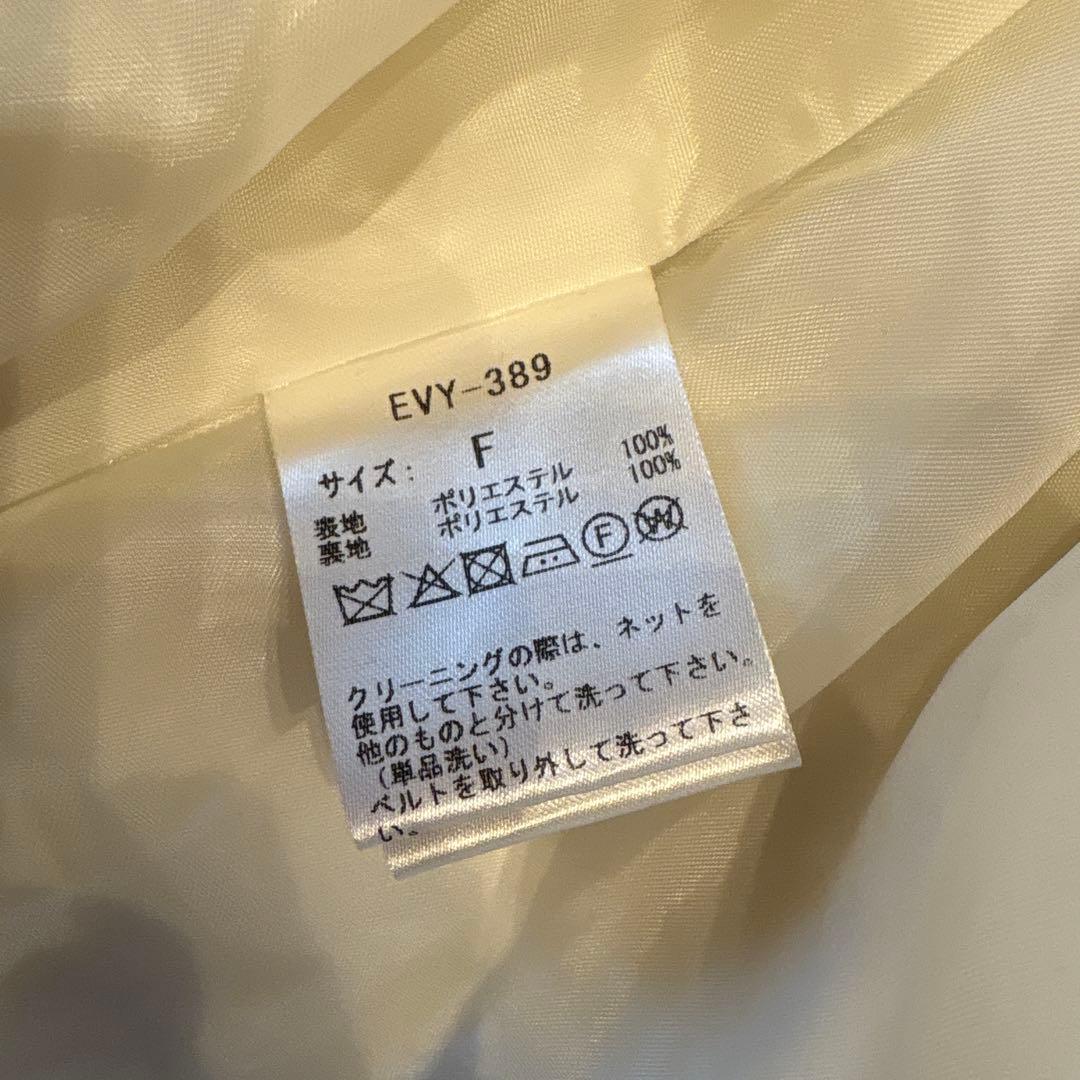 EVY-389
サイズ: F
表地 ポリエステル 100%
裏地 ポリエステル 100%
F W
クリーニングの際は、ネットを
使用して下さい。
他のものと分けて洗って下さい。
(単品洗い)
ベルトを取り外して洗って下さ
い。